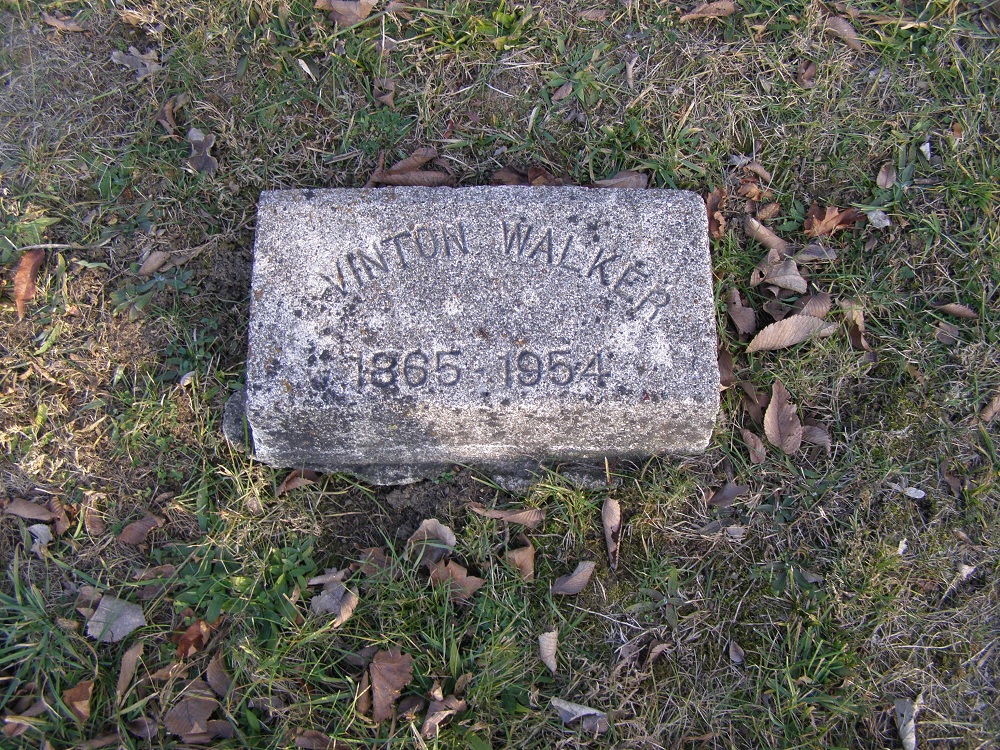 VINTON WALKER
1865 - 1954